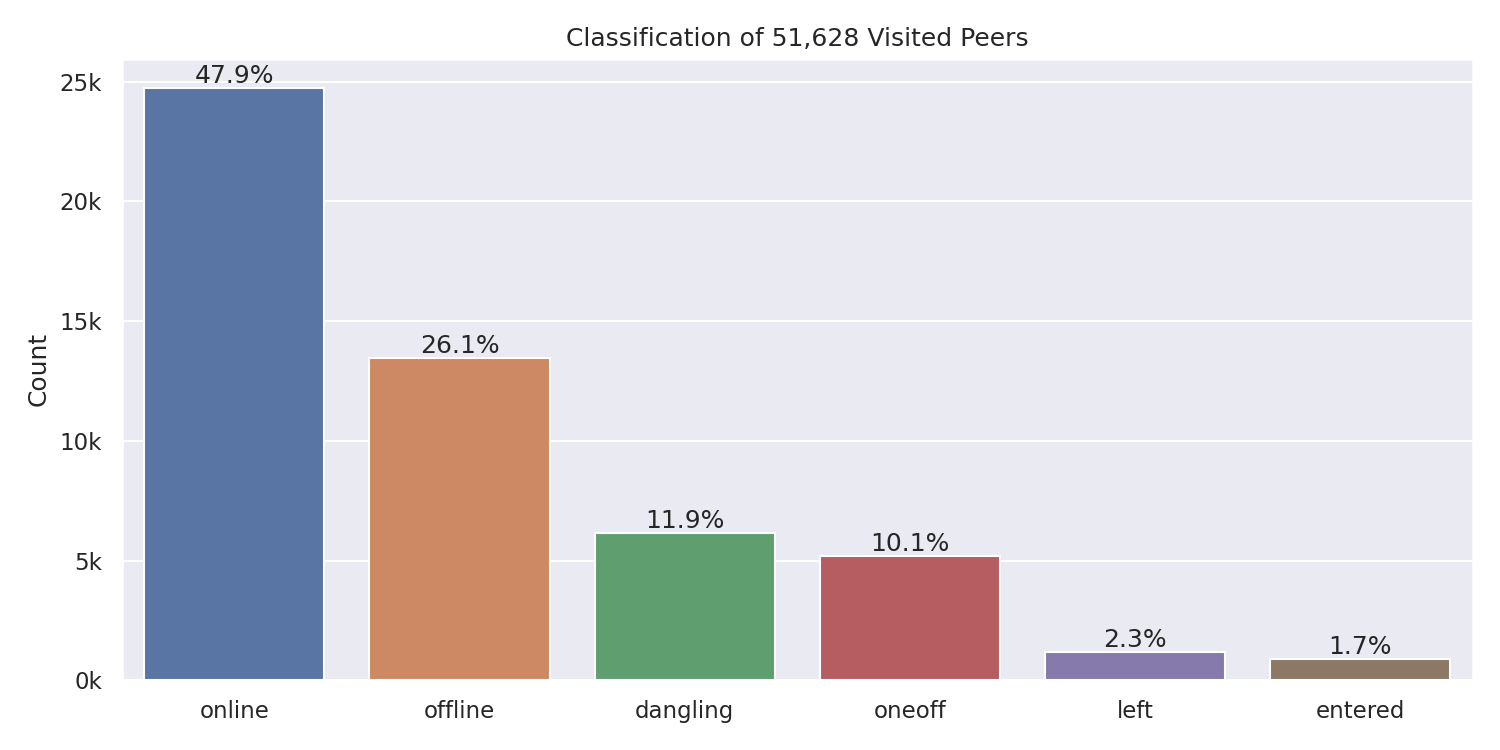 Classification of 51,628 Visited Peers
Count
25k
20k
15k
10k
5k
0k
47.9%
26.1%
11.9%
10.1%
2.3%
1.7%
online
offline
dangling
oneoff
left
entered